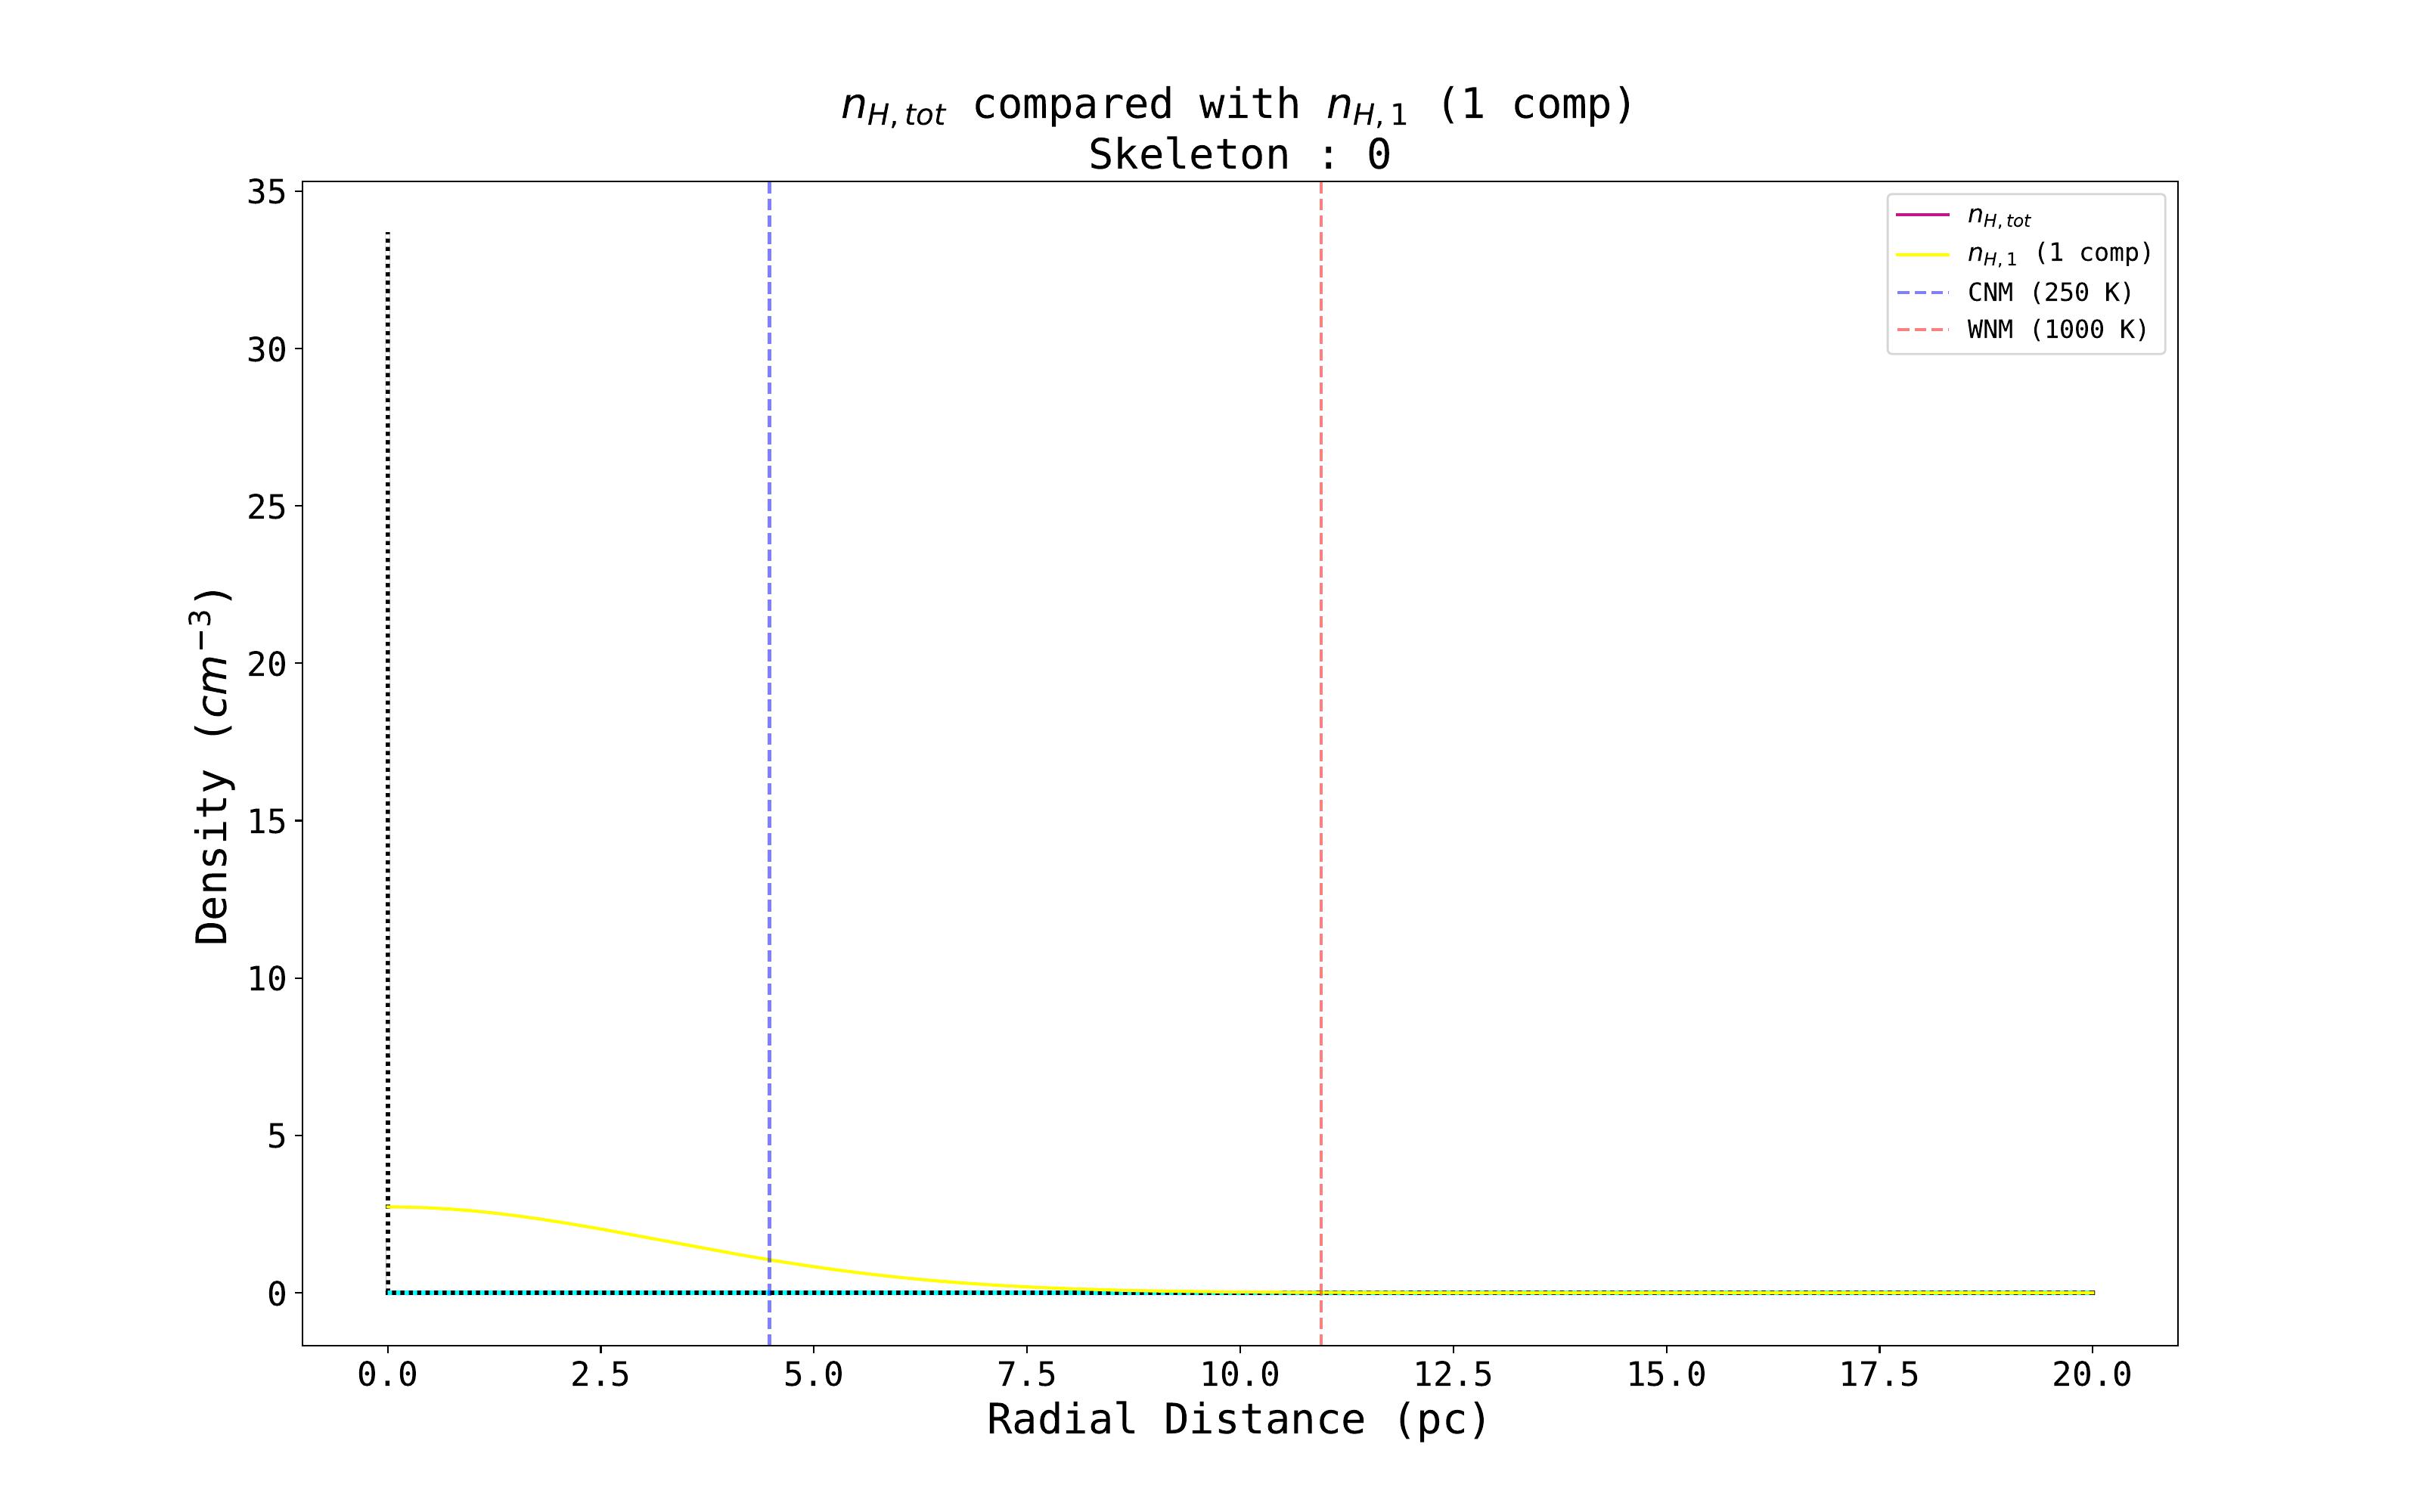 n_{H,tot} compared with n_{H,1} (1 comp)
Skeleton : 0
35
30
25
20
15
10
5
0
Density (cm^{-3})
0.0 2.5 5.0 7.5 10.0 12.5 15.0 17.5 20.0
Radial Distance (pc)
n_{H,tot}
n_{H,1} (1 comp)
CNM (250 K)
WNM (1000 K)